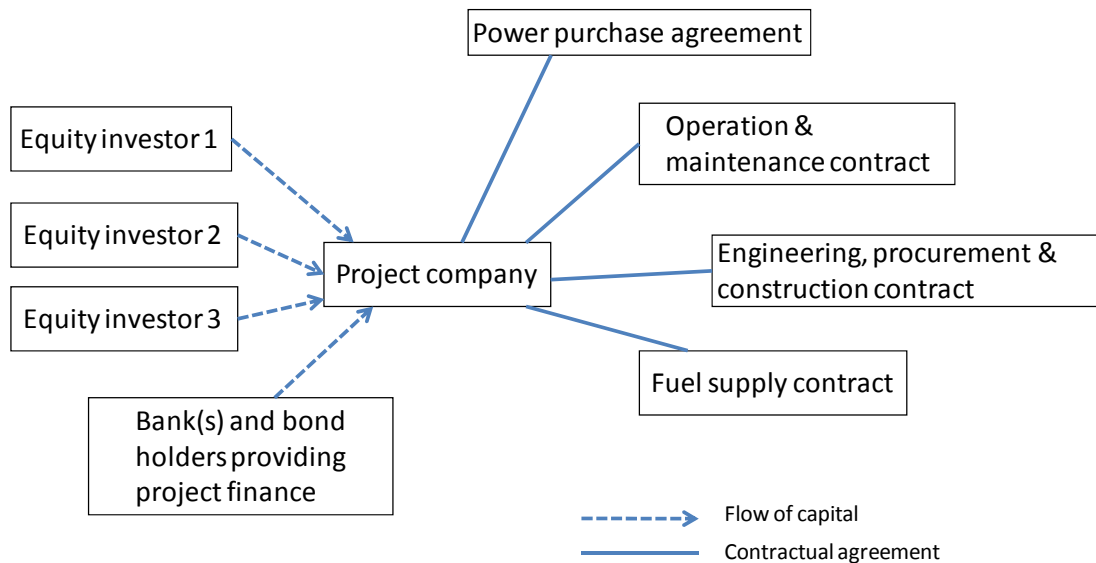 Power purchase agreement
Equity investor 1
Operation &
maintenance contract
Equity investor 2
Project company
Engineering, procurement &
construction contract
Equity investor 3
Fuel supply contract
Bank(s) and bond
holders providing
project finance
Flow of capital
Contractual agreement